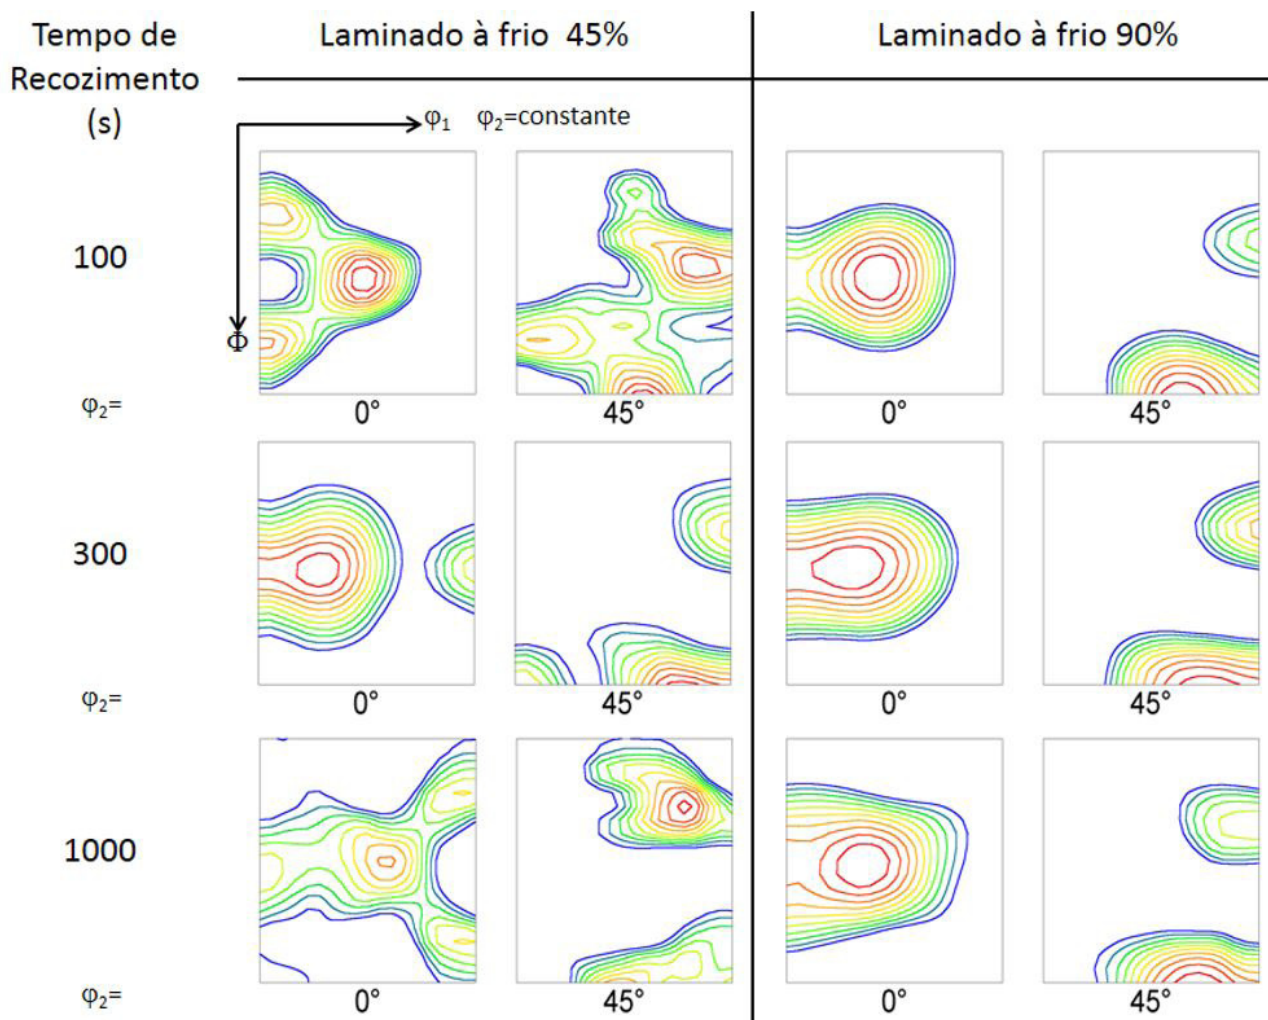 Tempo de Recozimento (s)
Laminado à frio 45%
Laminado à frio 90%
φ₁ φ₂=constante
Φ
100
φ₂= 0° 45° 0° 45°
300
φ₂= 0° 45° 0° 45°
1000
φ₂= 0° 45° 0° 45°